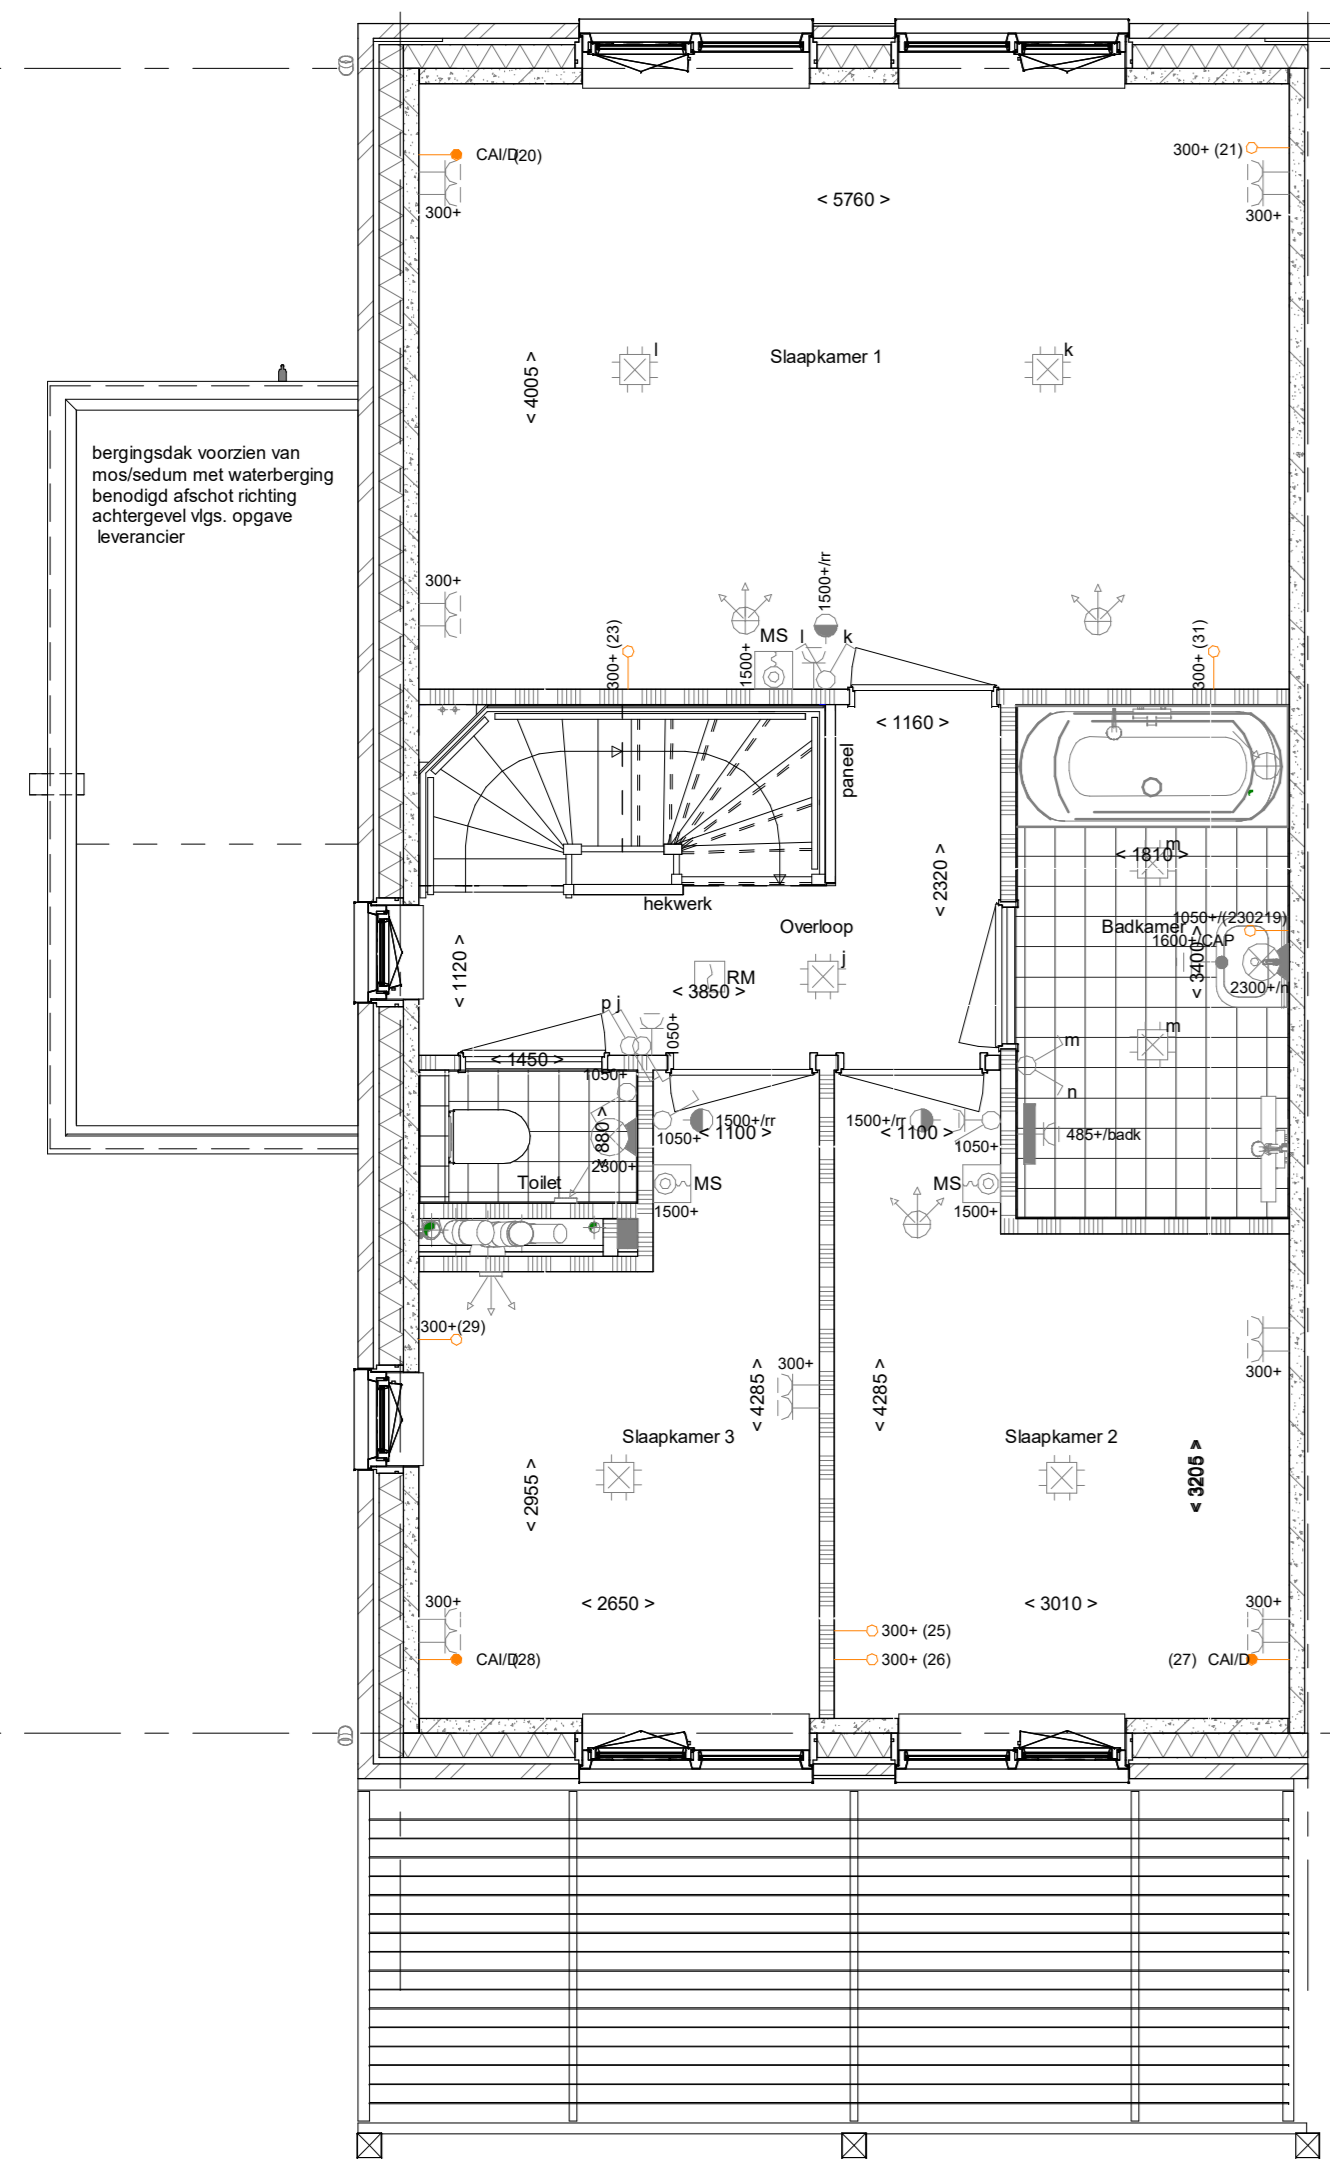 CAI/D(20)
300+
300+ (21)
300+
< 5760 >
l
k
Slaapkamer 1
< 4005 >
bergingsdak voorzien van
mos/sedum met waterberging
benodigd afschot richting
achtergevel vlgs. opgave
leverancier
300+
300+ (23)
1500+
MS
l
1500+/rr
k
300+ (31)
< 1160 >
paneel
hekwerk
< 2320 >
Overloop
j
< 1120 >
RM
< 3850 >
m
< 1810 >
1050+/(230219)
Badkamer
1600+/CAP
< 3400 >
2300+/n
m
m
n
485+/badk
p j
1050+
< 1450 >
1050+
< 880 >
2300+
Toilet
1500+/rr
1050+
< 1100 >
MS
1500+
1500+/rr
< 1100 >
1050+
MS
1500+
300+(29)
300+
< 4285 >
< 4285 >
300+
Slaapkamer 3
Slaapkamer 2
< 2955 >
< 3205 >
300+
< 2650 >
< 3010 >
300+
300+ (25)
300+ (26)
CAI/D(28)
(27) CAI/D